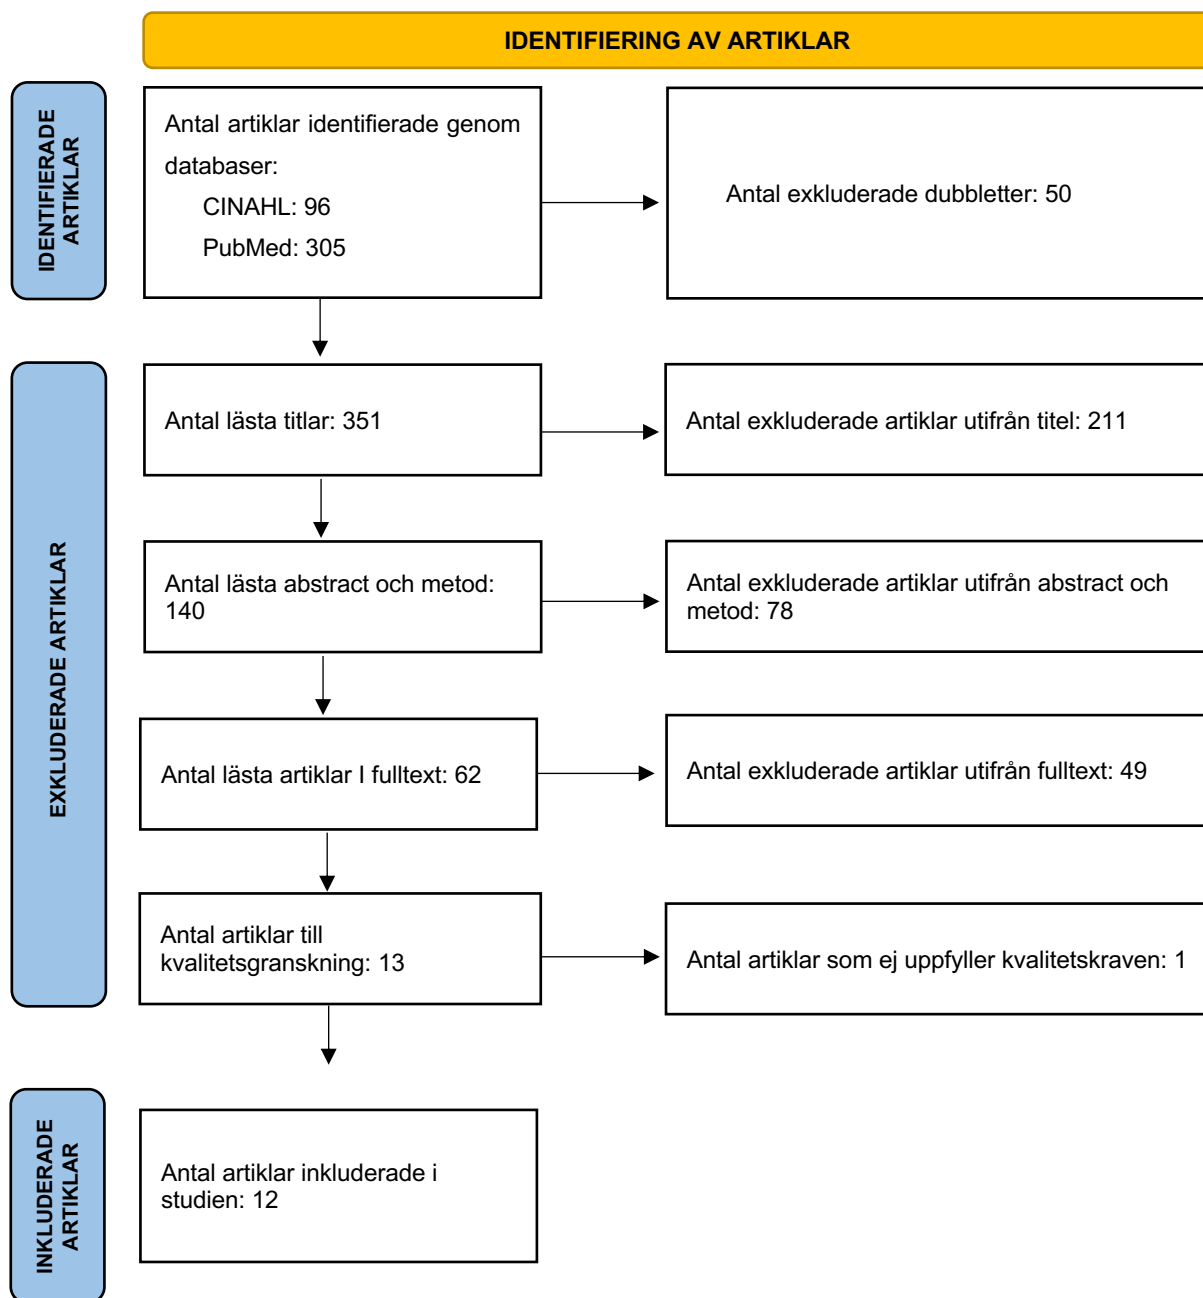 IDENTIFIERING AV ARTIKLAR
IDENTIFIERADE
ARTIKLAR
Antal artiklar identifierade genom
databaser:
CINAHL: 96
PubMed: 305
Antal exkluderade dubbletter: 50
EXKLUDERADE ARTIKLAR
Antal lästa titlar: 351
Antal exkluderade artiklar utifrån titel: 211
Antal lästa abstract och metod:
140
Antal exkluderade artiklar utifrån abstract och
metod: 78
Antal lästa artiklar I fulltext: 62
Antal exkluderade artiklar utifrån fulltext: 49
Antal artiklar till
kvalitetsgranskning: 13
Antal artiklar som ej uppfyller kvalitetskraven: 1
INKLUDERADE
ARTIKLAR
Antal artiklar inkluderade i
studien: 12